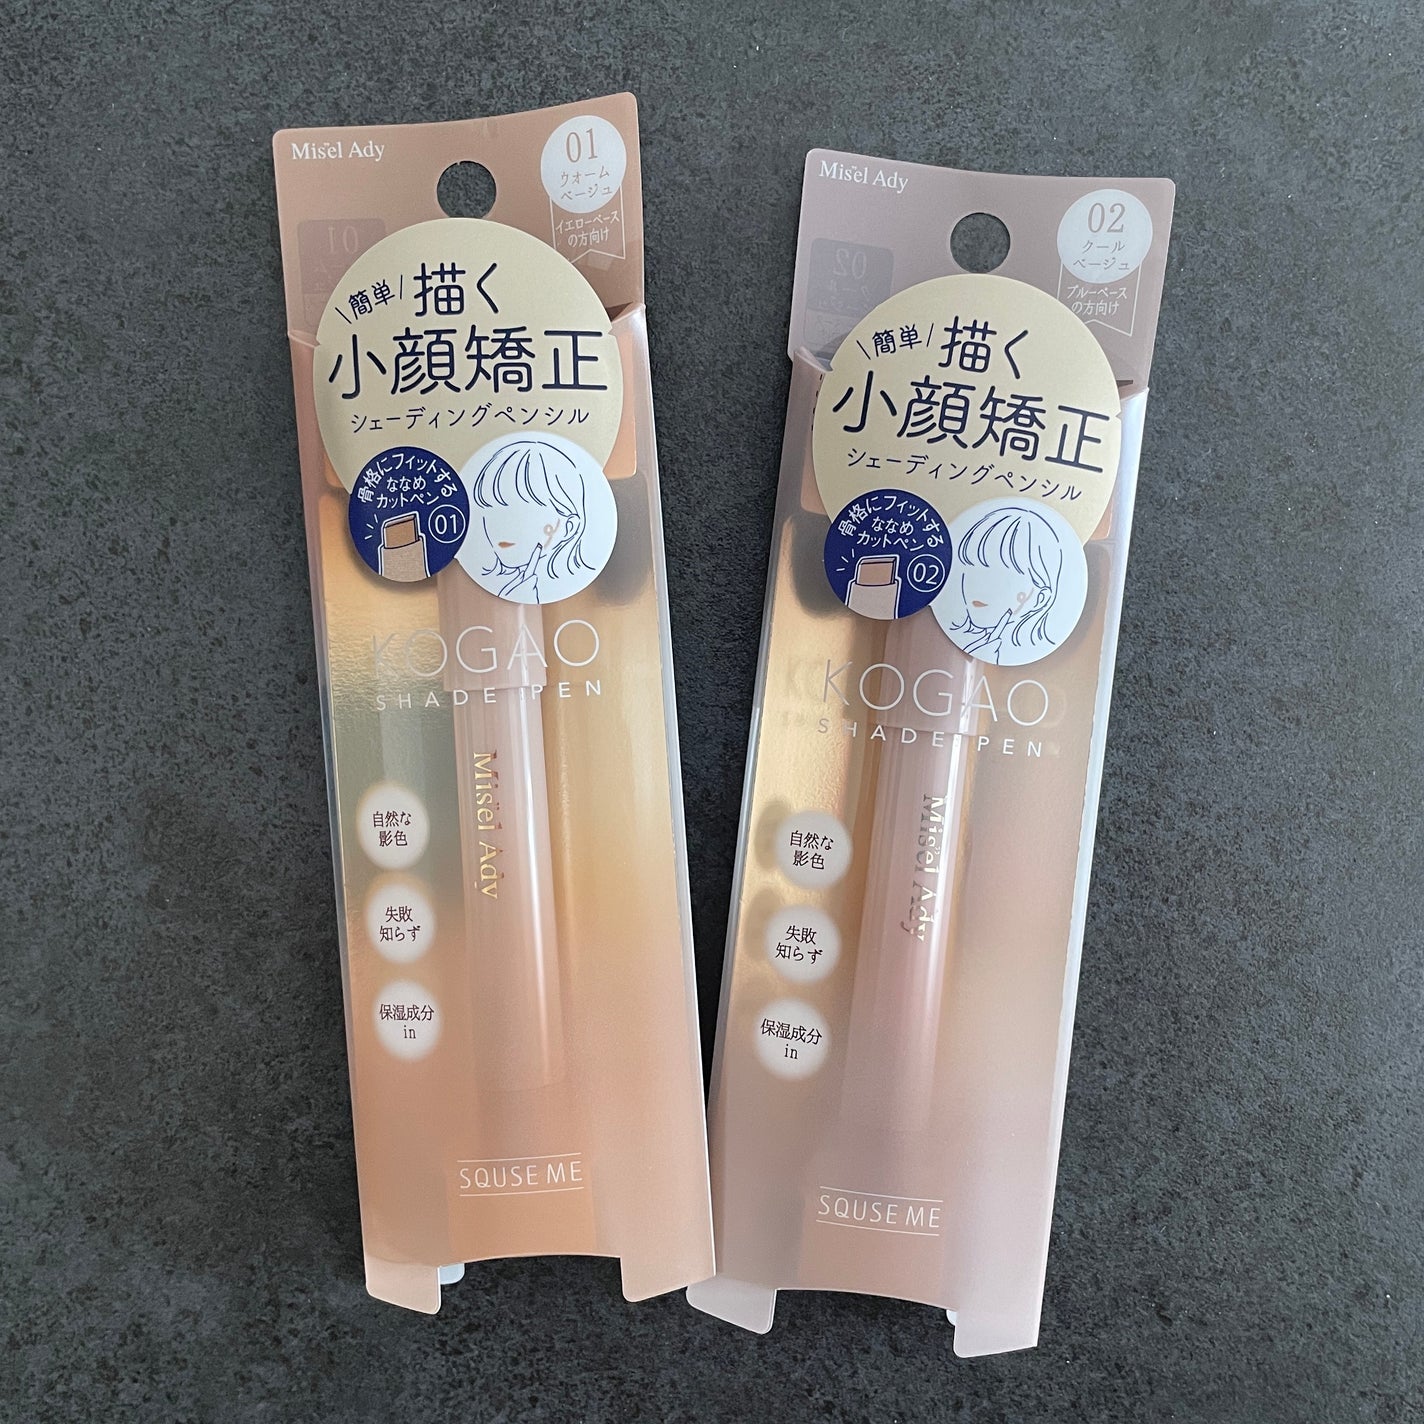 Mis'el Ady
01
ウォーム
ベージュ
イエローベース
の方向け
\簡単/ 描く
小顔矯正
シェーディングペンシル
骨格にフィットする
ななめ
カットペン
01
KOGAO
SHADE PEN
Mis'el Ady
自然な
影色
失敗
知らず
保湿成分
in
SQUSE ME
Mis'el Ady
02
クール
ベージュ
ブルーベース
の方向け
\簡単/ 描く
小顔矯正
シェーディングペンシル
骨格にフィットする
ななめ
カットペン
02
KOGAO
SHADE PEN
Mis'el Ady
自然な
影色
失敗
知らず
保湿成分
in
SQUSE ME